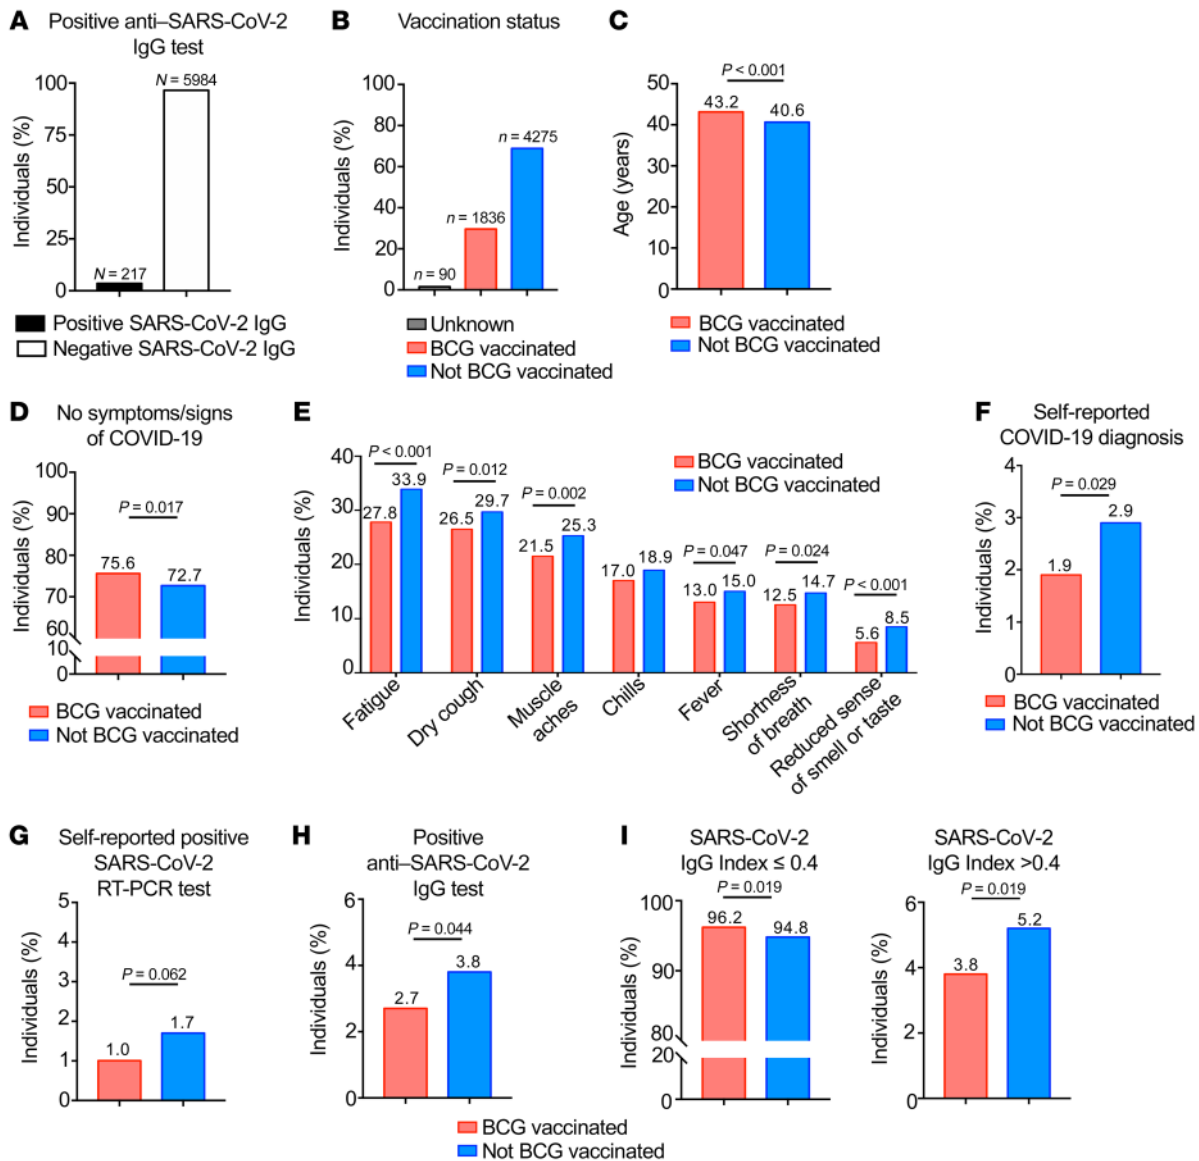 A Positive anti–SARS-CoV-2
IgG test
Individuals (%)
100
75
50
25
0
N = 217
N = 5984
Positive SARS-CoV-2 IgG
Negative SARS-CoV-2 IgG
B Vaccination status
Individuals (%)
100
80
60
40
20
0
n = 90
n = 1836
n = 4275
Unknown
BCG vaccinated
Not BCG vaccinated
C
Age (years)
50
40
30
20
10
0
P < 0.001
43.2
40.6
BCG vaccinated
Not BCG vaccinated
D No symptoms/signs
of COVID-19
Individuals (%)
100
90
80
70
60
10
0
P = 0.017
75.6
72.7
BCG vaccinated
Not BCG vaccinated
E
Individuals (%)
40
30
20
10
0
BCG vaccinated
Not BCG vaccinated
P < 0.001
27.8
33.9
P = 0.012
26.5
29.7
P = 0.002
21.5
25.3
17.0
18.9
P = 0.047
13.0
15.0
P = 0.024
12.5
14.7
P < 0.001
5.6
8.5
Fatigue
Dry cough
Muscle
aches
Chills
Fever
Shortness
of breath
Reduced sense
of smell or taste
F Self-reported
COVID-19 diagnosis
Individuals (%)
4
3
2
1
0
P = 0.029
1.9
2.9
BCG vaccinated
Not BCG vaccinated
G Self-reported positive
SARS-CoV-2
RT-PCR test
Individuals (%)
5
4
3
2
1
0
P = 0.062
1.0
1.7
H Positive
anti–SARS-CoV-2
IgG test
Individuals (%)
6
4
2
0
P = 0.044
2.7
3.8
BCG vaccinated
Not BCG vaccinated
I SARS-CoV-2
IgG Index ≤ 0.4
Individuals (%)
100
90
80
20
0
P = 0.019
96.2
94.8
SARS-CoV-2
IgG Index >0.4
Individuals (%)
6
4
2
0
P = 0.019
3.8
5.2